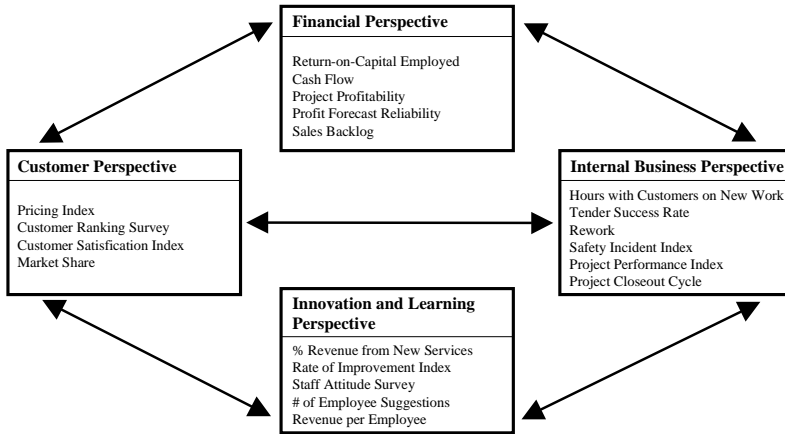 Financial Perspective
Return-on-Capital Employed
Cash Flow
Project Profitability
Profit Forecast Reliability
Sales Backlog
Customer Perspective
Pricing Index
Customer Ranking Survey
Customer Satisfication Index
Market Share
Internal Business Perspective
Hours with Customers on New Work
Tender Success Rate
Rework
Safety Incident Index
Project Performance Index
Project Closeout Cycle
Innovation and Learning
Perspective
% Revenue from New Services
Rate of Improvement Index
Staff Attitude Survey
# of Employee Suggestions
Revenue per Employee